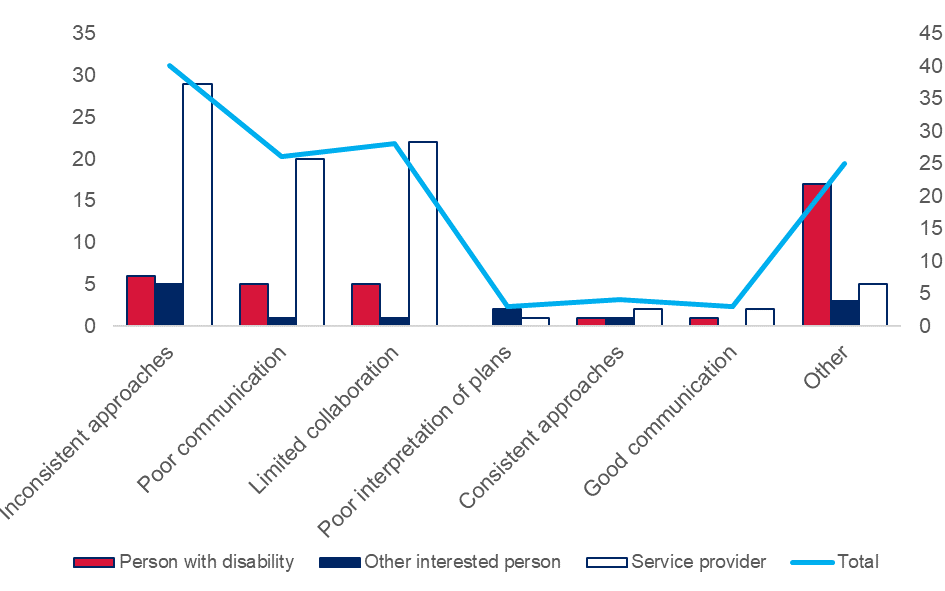 35
30
25
20
15
10
5
0
45
40
35
30
25
20
15
10
5
0
Inconsistent approaches
Poor communication
Limited collaboration
Poor interpretation of plans
Consistent approaches
Good communication
Other
Person with disability
Other interested person
Service provider
Total